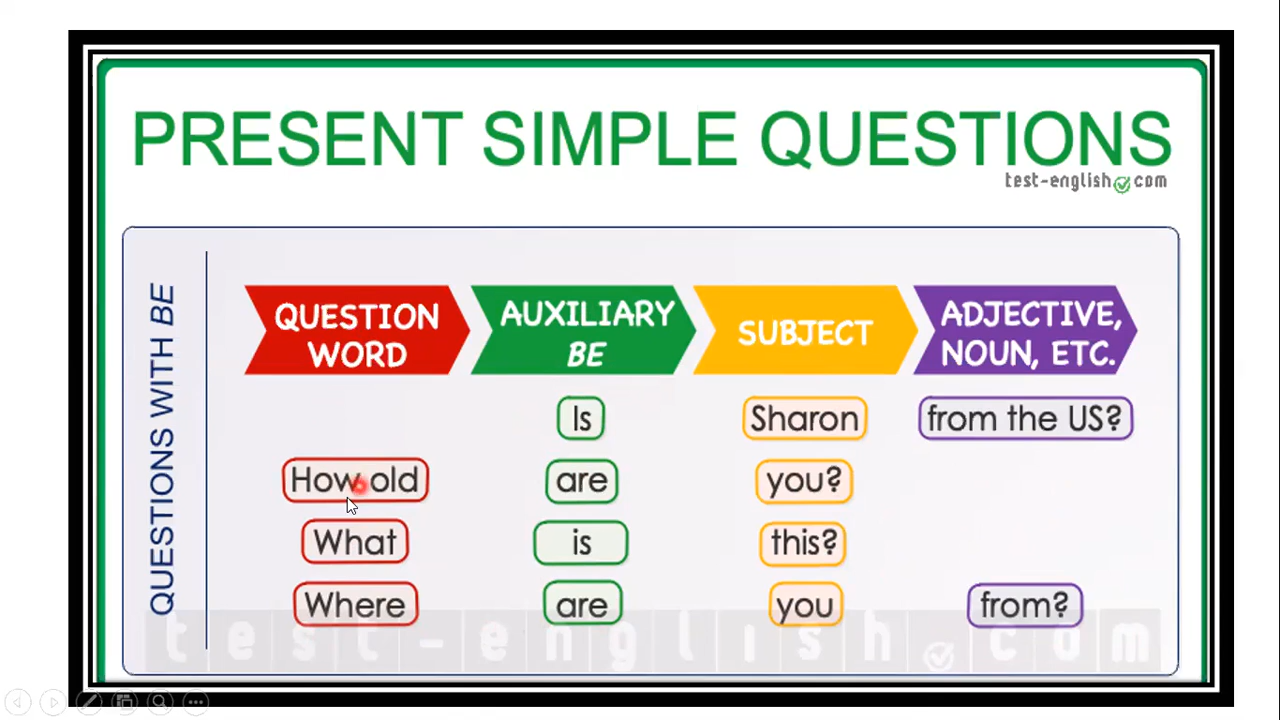 PRESENT SIMPLE QUESTIONS
test-english com
QUESTIONS WITH BE
QUESTION WORD AUXILIARY BE SUBJECT ADJECTIVE, NOUN, ETC.
Is Sharon from the US?
How old are you?
What is this?
Where are you from?
test-english com